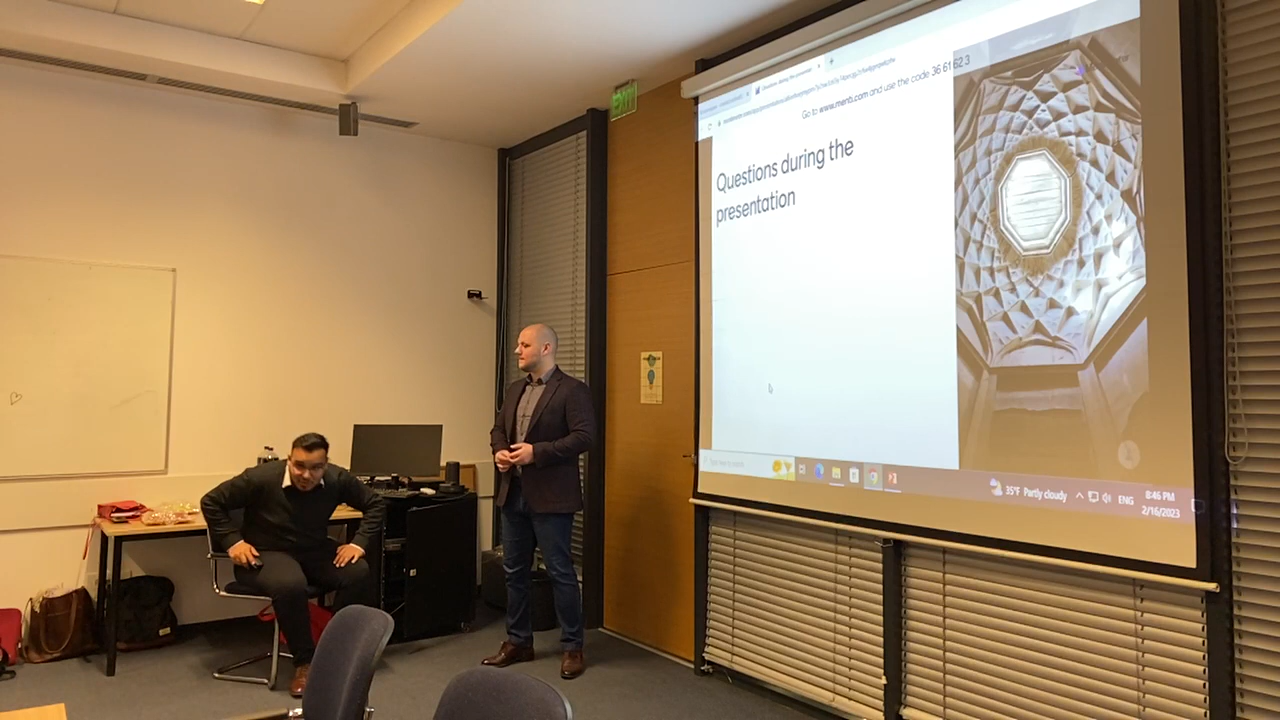 EXIT
Go to www.menti.com and use the code 36 61 62 3
Questions during the
presentation
35°F Partly cloudy
ENG
8:46 PM
2/16/2023